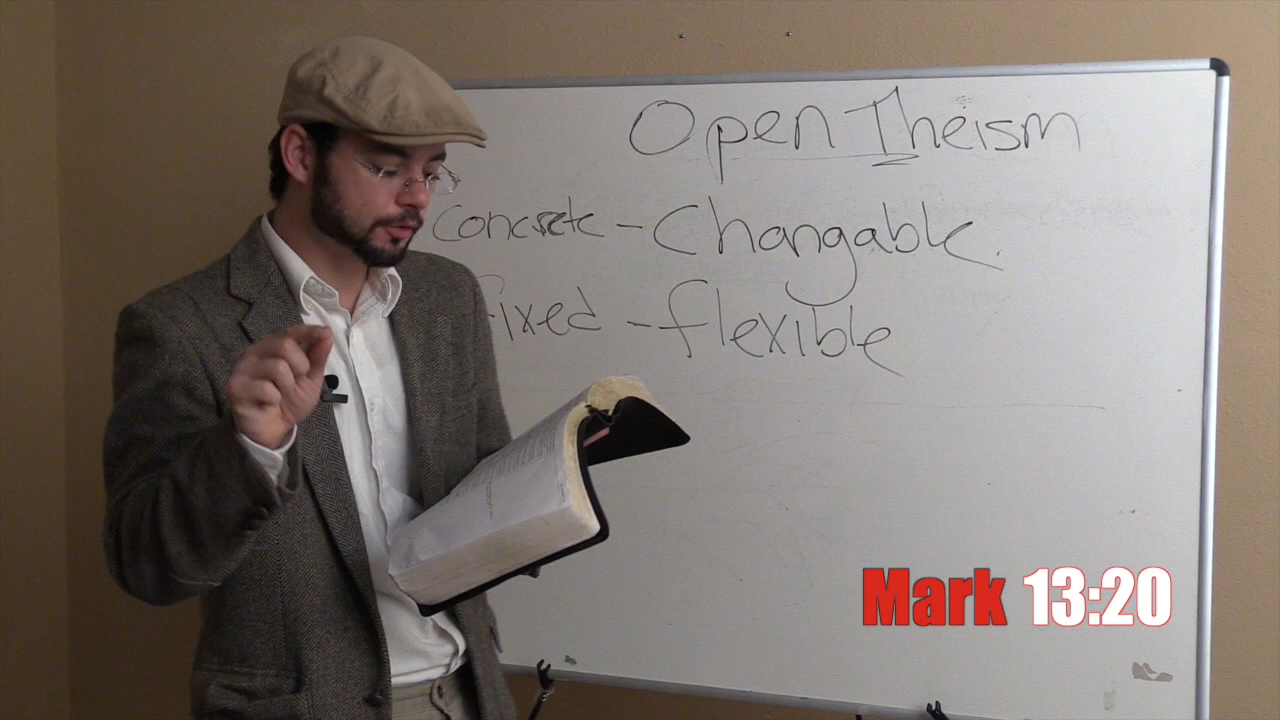 Open Theism
Concrete - Changable.
Fixed - flexible
Mark 13:20